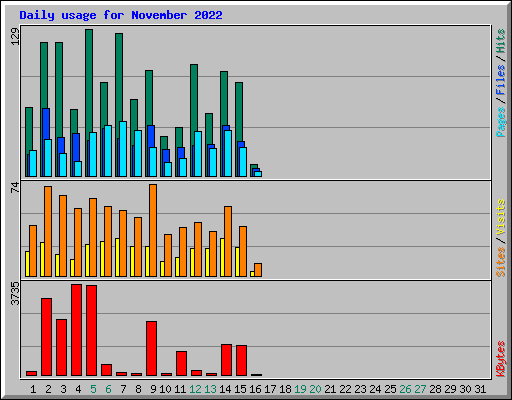 Daily usage for November 2022
129
Pages / Files / Hits
74
Sites / Visits
3735
KBytes
1 2 3 4 5 6 7 8 9 10 11 12 13 14 15 16 17 18 19 20 21 22 23 24 25 26 27 28 29 30 31